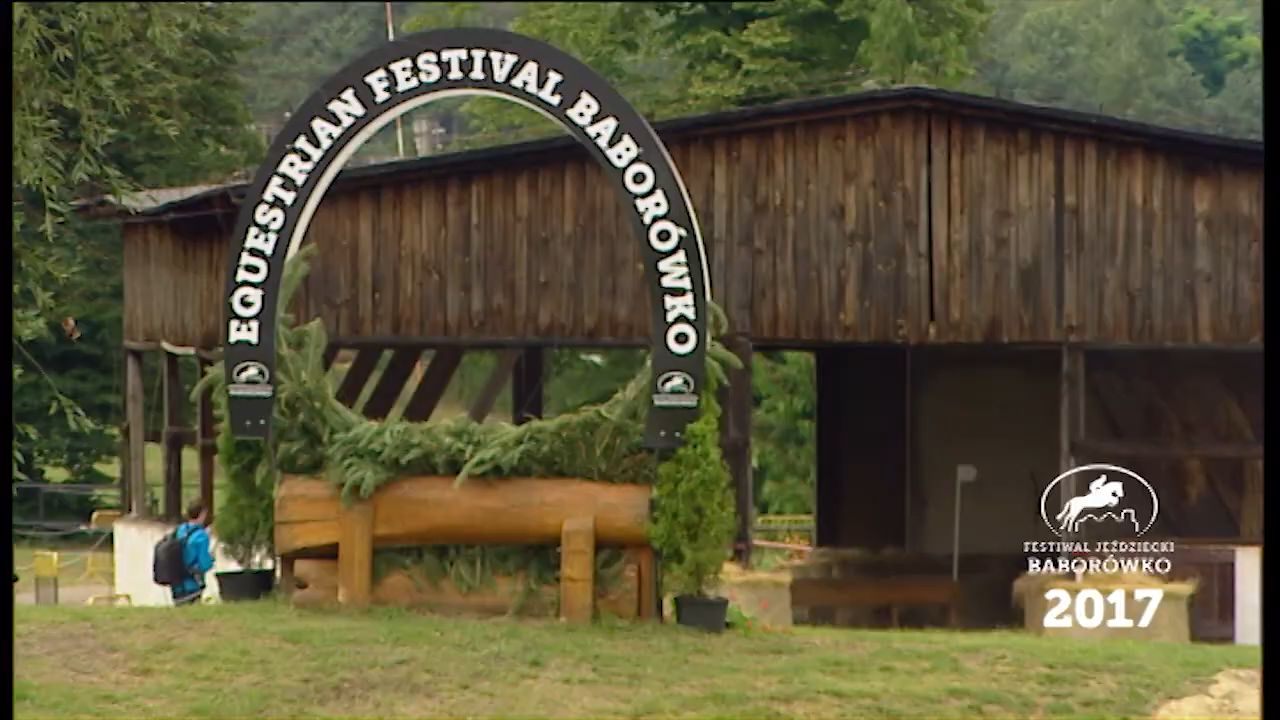 EQUESTRIAN FESTIVAL BABORÓWKO
FESTIWAL JEŹDZIECKI
BABORÓWKO
2017